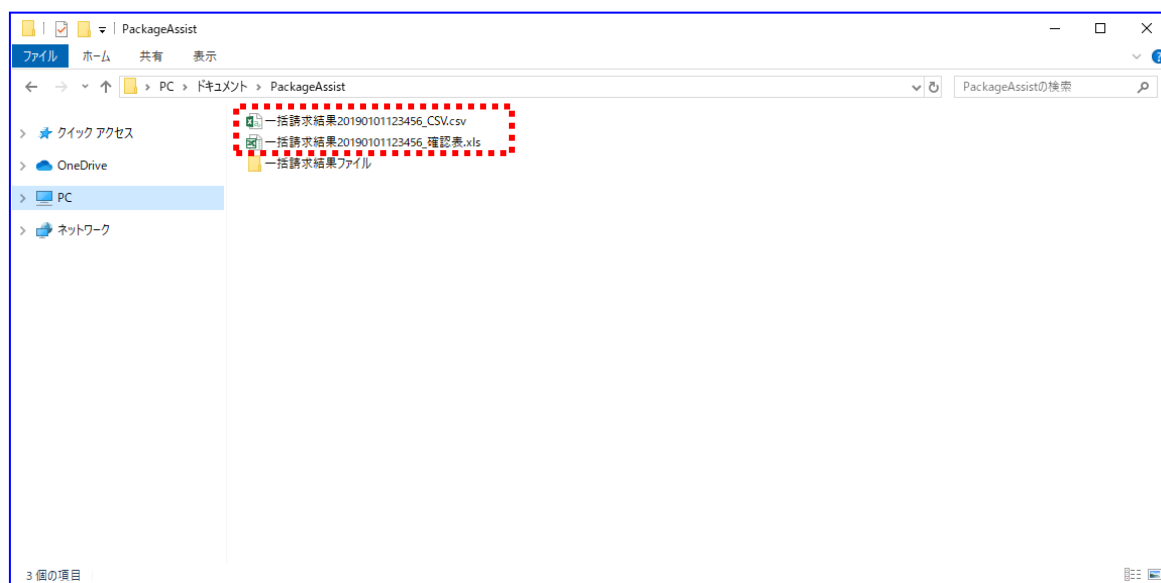 PackageAssist
ファイル ホーム 共有 表示
PC > ドキュメント > PackageAssist
PackageAssistの検索
クイック アクセス
OneDrive
PC
ネットワーク
一括請求結果20190101123456_CSV.csv
一括請求結果20190101123456_確認表.xls
一括請求結果ファイル
3 個の項目